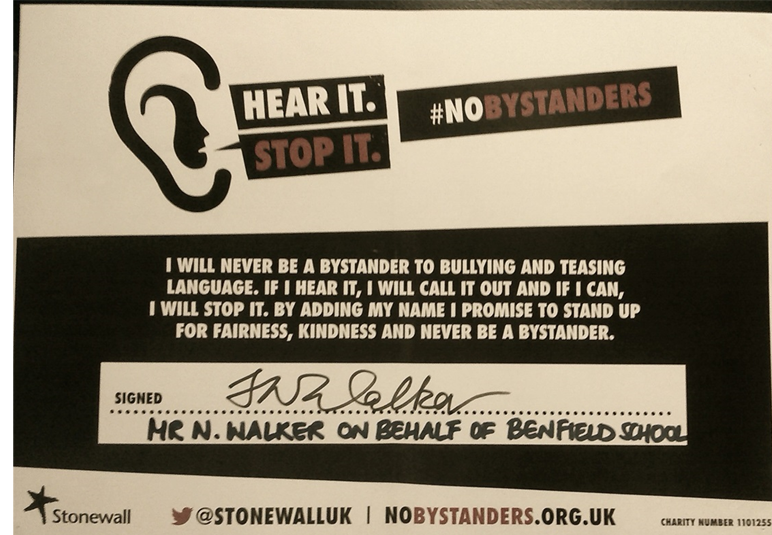 HEAR IT.
STOP IT.
#NOBYSTANDERS
I WILL NEVER BE A BYSTANDER TO BULLYING AND TEASING
LANGUAGE. IF I HEAR IT, I WILL CALL IT OUT AND IF I CAN,
I WILL STOP IT. BY ADDING MY NAME I PROMISE TO STAND UP
FOR FAIRNESS, KINDNESS AND NEVER BE A BYSTANDER.
SIGNED
MR N. WALKER ON BEHALF OF BENFIELD SCHOOL
Stonewall @STONEWALLUK | NOBYSTANDERS.ORG.UK CHARITY NUMBER 1101255